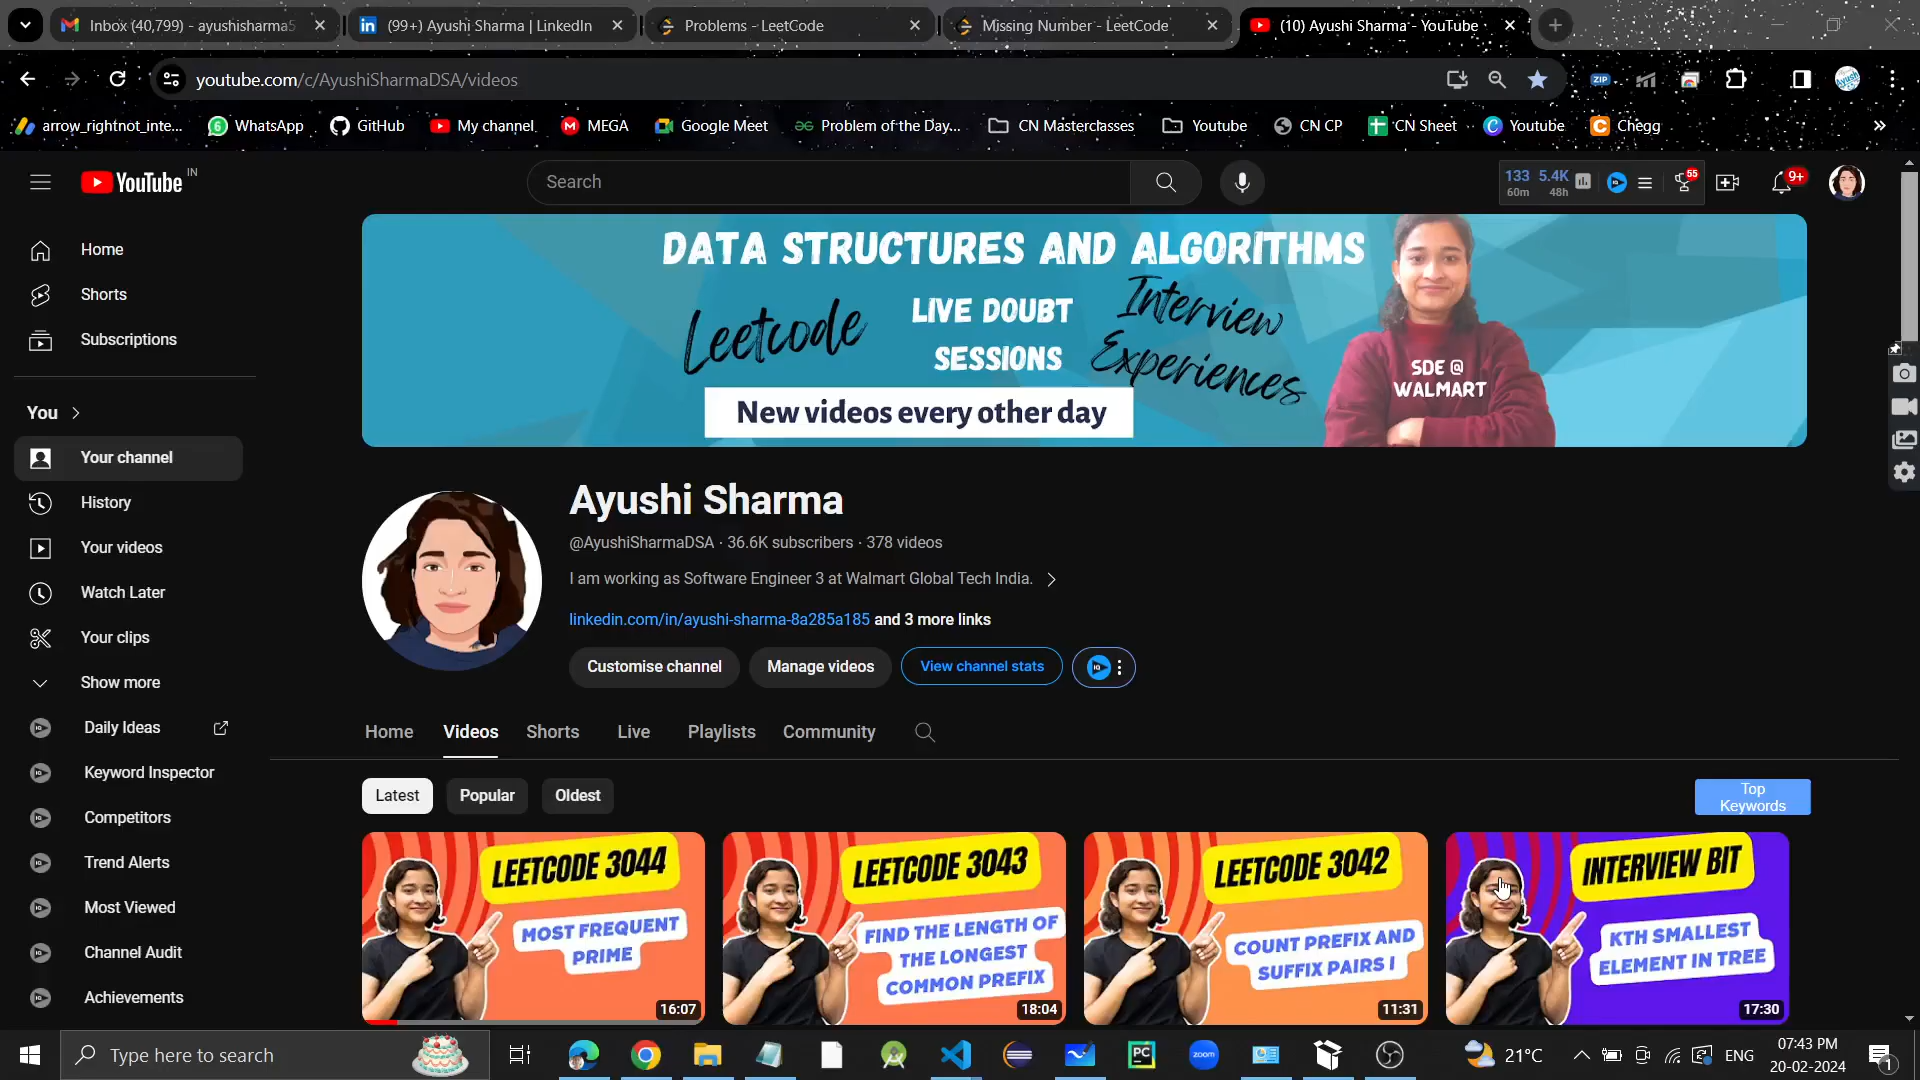 Inbox (40,799) - ayushisharma5
(99+) Ayushi Sharma | LinkedIn
Problems - LeetCode
Missing Number - LeetCode
(10) Ayushi Sharma - YouTube
youtube.com/c/AyushiSharmaDSA/videos
ZIP
arrow_rightnot_inte...
WhatsApp
GitHub
My channel
MEGA
Google Meet
Problem of the Day...
CN Masterclasses
Youtube
CN CP
CN Sheet
Youtube
Chegg
YouTube IN
Search
133 60m
5.4K 48h
55
9+
Home
Shorts
Subscriptions
You
Your channel
History
Your videos
Watch Later
Your clips
Show more
Daily Ideas
Keyword Inspector
Competitors
Trend Alerts
Most Viewed
Channel Audit
Achievements
DATA STRUCTURES AND ALGORITHMS
Leetcode
LIVE DOUBT
SESSIONS
Interview
Experiences
New videos every other day
SDE @
WALMART
Ayushi Sharma
@AyushiSharmaDSA · 36.6K subscribers · 378 videos
I am working as Software Engineer 3 at Walmart Global Tech India.
linkedin.com/in/ayushi-sharma-8a285a185 and 3 more links
Customise channel
Manage videos
View channel stats
Home
Videos
Shorts
Live
Playlists
Community
Latest
Popular
Oldest
Top
Keywords
LEETCODE 3044
MOST FREQUENT
PRIME
16:07
LEETCODE 3043
FIND THE LENGTH OF
THE LONGEST
COMMON PREFIX
18:04
LEETCODE 3042
COUNT PREFIX AND
SUFFIX PAIRS I
11:31
INTERVIEW BIT
KTH SMALLEST
ELEMENT IN TREE
17:30
Type here to search
PC
zoom
21°C
ENG
07:43 PM
20-02-2024
1